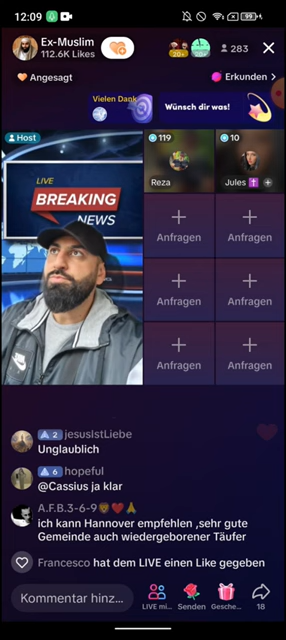 12:09
99
Ex-Muslim
112.6K Likes
20+
20+
283
Angesagt
Erkunden
Vielen Dank
Wünsch dir was!
Host
LIVE
BREAKING
NEWS
119
Reza
10
Jules
Anfragen
Anfragen
Anfragen
Anfragen
Anfragen
Anfragen
2 jesusIstLiebe
Unglaublich
6 hopeful
@Cassius ja klar
A.F.B.3-6-9
ich kann Hannover empfehlen ,sehr gute
Gemeinde auch wiedergeborener Täufer
Francesco hat dem LIVE einen Like gegeben
Kommentar hinz...
LIVE mi...
Senden
Gesche...
18